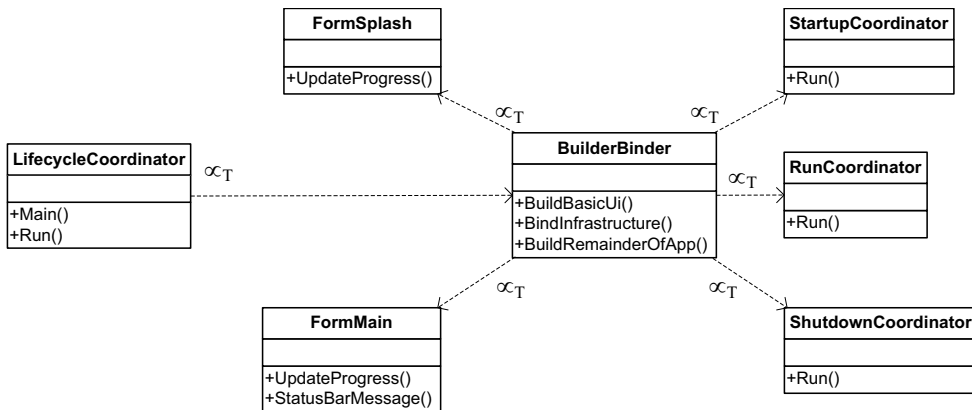 FormSplash
+UpdateProgress()
StartupCoordinator
+Run()
∝T
∝T
LifecycleCoordinator
+Main()
+Run()
∝T
BuilderBinder
+BuildBasicUi()
+BindInfrastructure()
+BuildRemainderOfApp()
∝T
RunCoordinator
+Run()
∝T
∝T
FormMain
+UpdateProgress()
+StatusBarMessage()
ShutdownCoordinator
+Run()